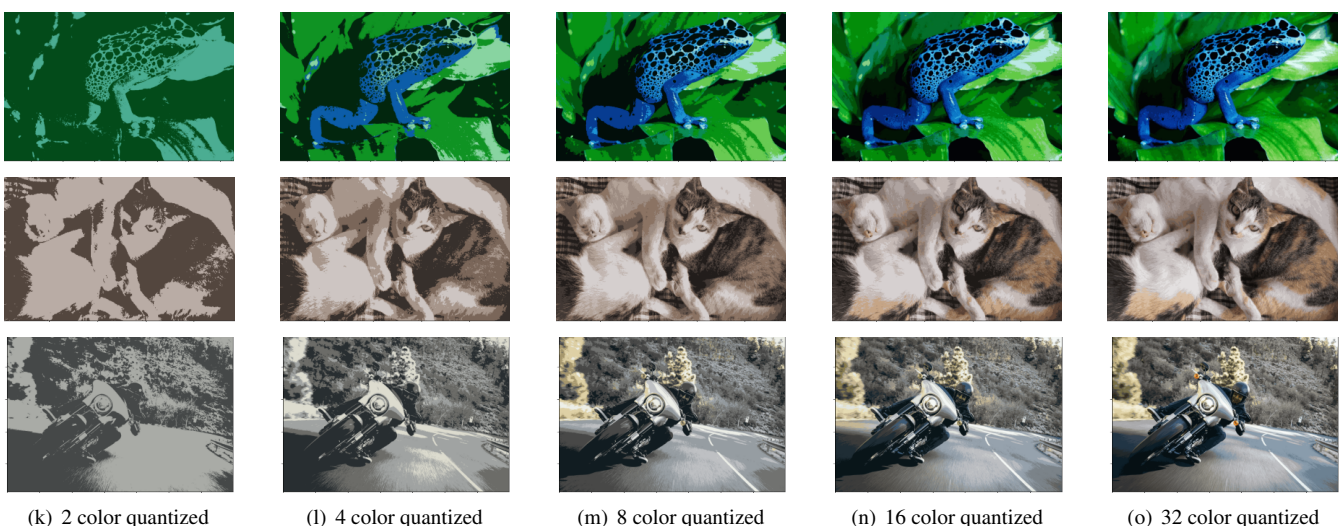 (k) 2 color quantized
(l) 4 color quantized
(m) 8 color quantized
(n) 16 color quantized
(o) 32 color quantized